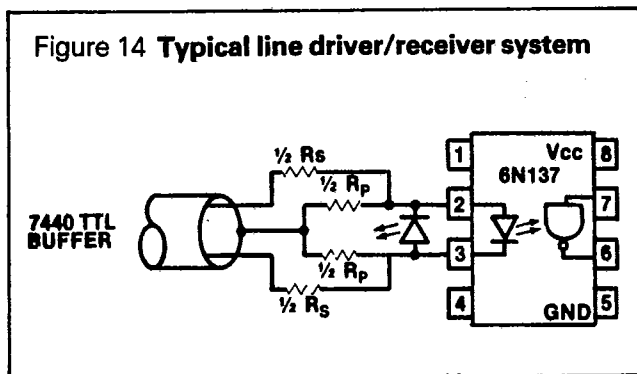 Figure 14 Typical line driver/receiver system
½ Rs
½ Rp
1
Vcc
8
6N137
2
7
7440 TTL
BUFFER
3
6
½ Rp
½ Rs
4
GND
5